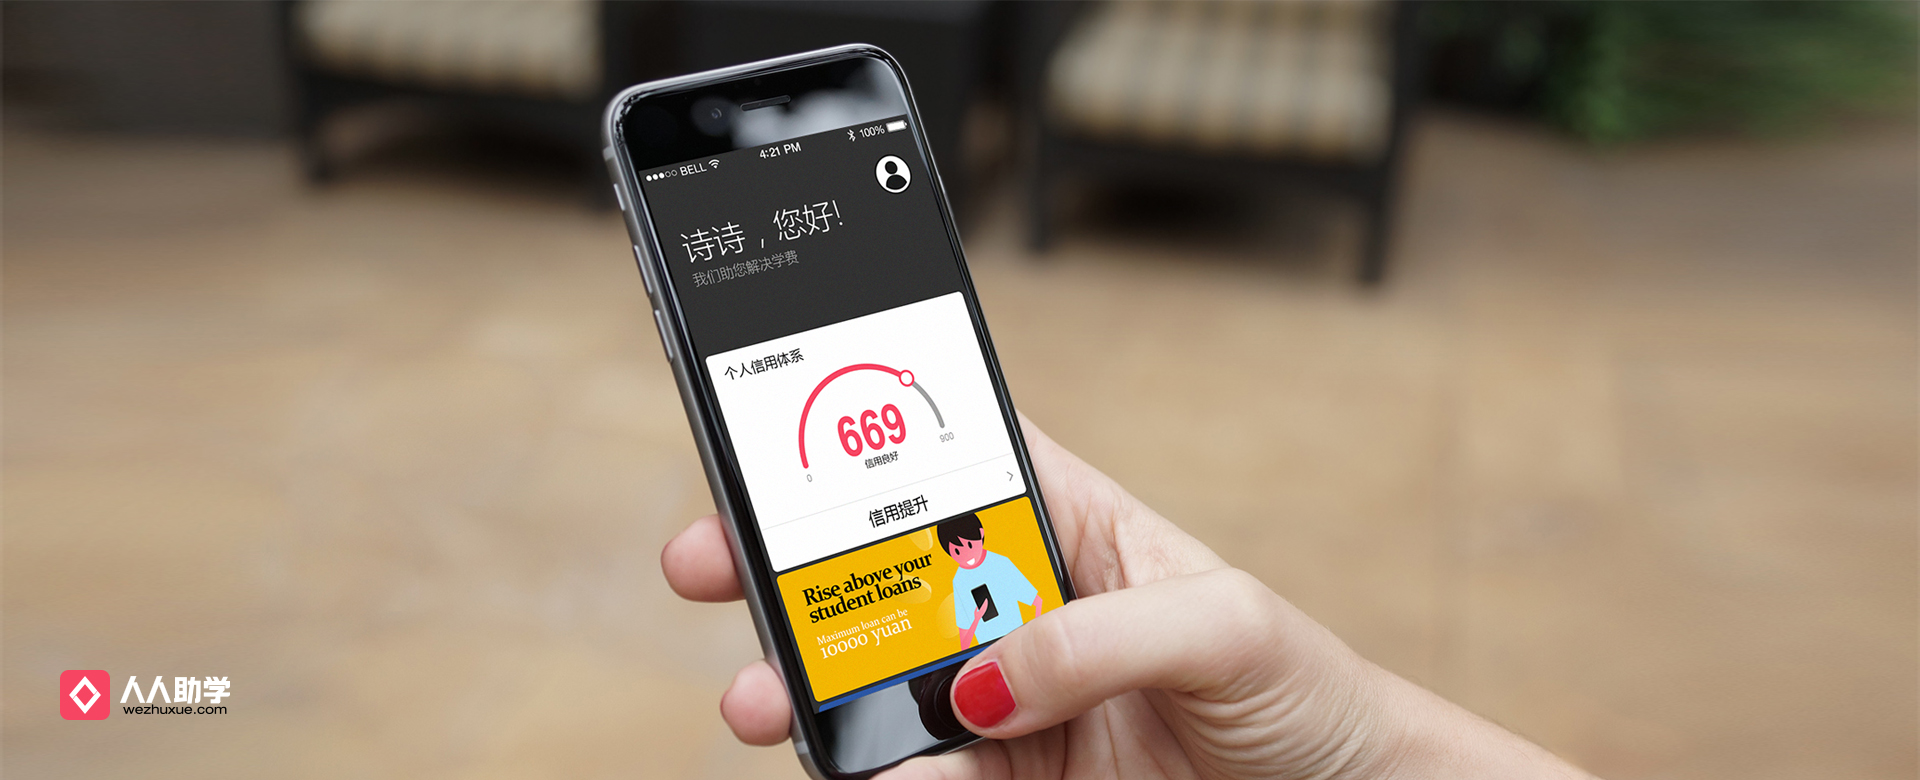 ●●●○○ BELL 4:21 PM 100%
诗诗，您好!
我们助您解决学费
个人信用体系
669
信用良好
0 900
信用提升
Rise above your
student loans
Maximum loan can be
10000 yuan
人人助学
wezhuxue.com